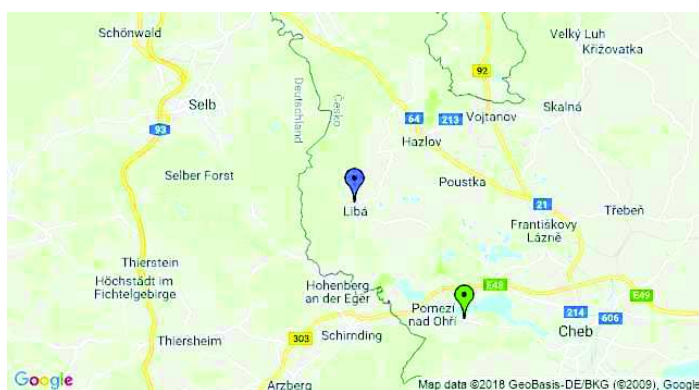 Schönwald
Velký Luh
Křižovatka
92
Selb
Deutschland
Česko
Skalná
64
213
Vojtanov
93
Hazlov
Selber Forst
Poustka
Libá
21
Třebeň
Františkovy
Lázně
Thierstein
Höchstädt im
Fichtelgebirge
Hohenberg
an der Eger
E48
E49
Pomezí
nad Ohří
214
606
Cheb
303
Schirnding
Thiersheim
Arzberg
Google
Map data ©2018 GeoBasis-DE/BKG (©2009), Google